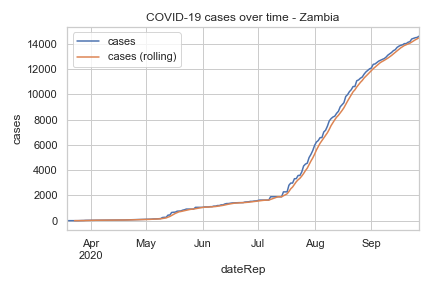 COVID-19 cases over time - Zambia
cases
cases (rolling)
14000
12000
10000
8000
6000
4000
2000
0
cases
Apr
2020
May
Jun
Jul
Aug
Sep
dateRep